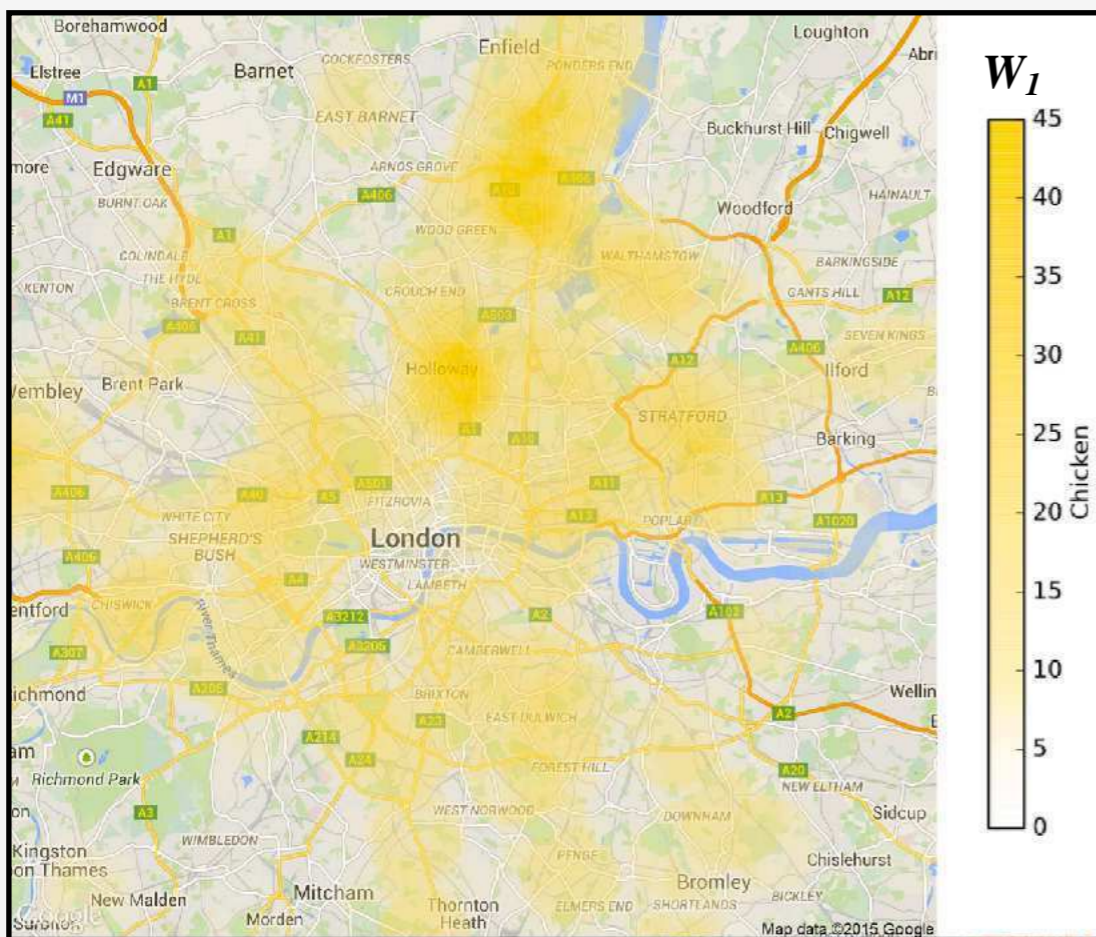 Borehamwood
Loughton
Elstree
COCKFOSTERS
Enfield
PONDERS END
Abri
Barnet
A1
M1
A41
EAST BARNET
Buckhurst Hill
Chigwell
more
Edgware
ARNOS GROVE
A406
A10
A406
HAINAULT
BURNT OAK
Woodford
A1
WOOD GREEN
COLINDALE
WALTHAMSTOW
BARKINGSIDE
THE HYDE
KENTON
CROUCH END
GANTS HILL
A12
BRENT CROSS
A406
A41
A503
SEVEN KINGS
A406
A12
Holloway
Ilford
Wembley
Brent Park
STRATFORD
A1
A10
Barking
A406
A40
A5
A501
A11
A13
FITZROVIA
WHITE CITY
A13
POPLAR
A1020
SHEPHERD'S
BUSH
London
A406
WESTMINSTER
A4
LAMBETH
entford
CHISWICK
River Thames
A3212
A2
A102
A307
A3205
CAMBERWELL
ichmond
A205
BRIXTON
Wellin
A23
EAST DULWICH
A2
E
am
A214
A24
Richmond Park
FOREST HILL
A20
NEW ELTHAM
on
A3
WEST NORWOOD
DOWNHAM
Sidcup
WIMBLEDON
Kingston
on Thames
PENGE
Chislehurst
New Malden
Mitcham
Bromley
BICKLEY
Google
Surbiton
Morden
Thornton
Heath
ELMERS END
SHORTLANDS
Map data ©2015 Google
W1
45
40
35
30
25
20
15
10
5
0
Chicken